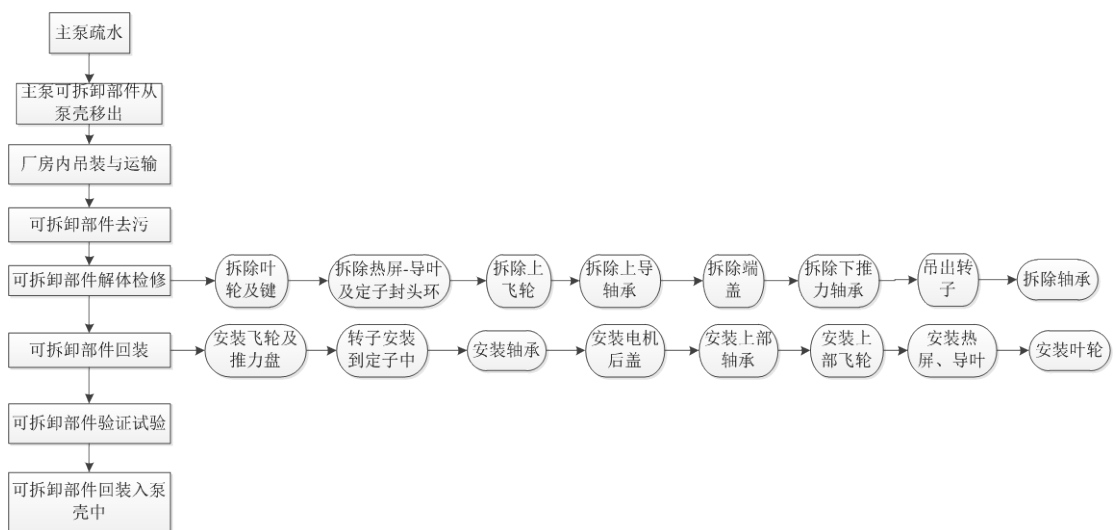 主泵疏水
主泵可拆卸部件从
泵壳移出
厂房内吊装与运输
可拆卸部件去污
可拆卸部件解体检修
拆除叶
轮及键
拆除热屏-导叶
及定子封头环
拆除上
飞轮
拆除上导
轴承
拆除端
盖
拆除下推
力轴承
吊出转
子
拆除轴承
可拆卸部件回装
安装飞轮及
推力盘
转子安装
到定子中
安装轴承
安装电机
后盖
安装上部
轴承
安装上
部飞轮
安装热
屏、导叶
安装叶轮
可拆卸部件验证试验
可拆卸部件回装入泵
壳中